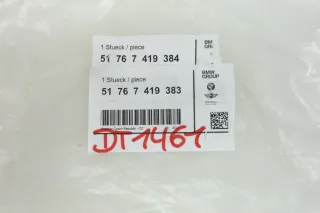 1 Stueck / piece
51 76 7 419 384
1 Stueck / piece
BMW
GROUP
51 76 7 419 383
DT1461